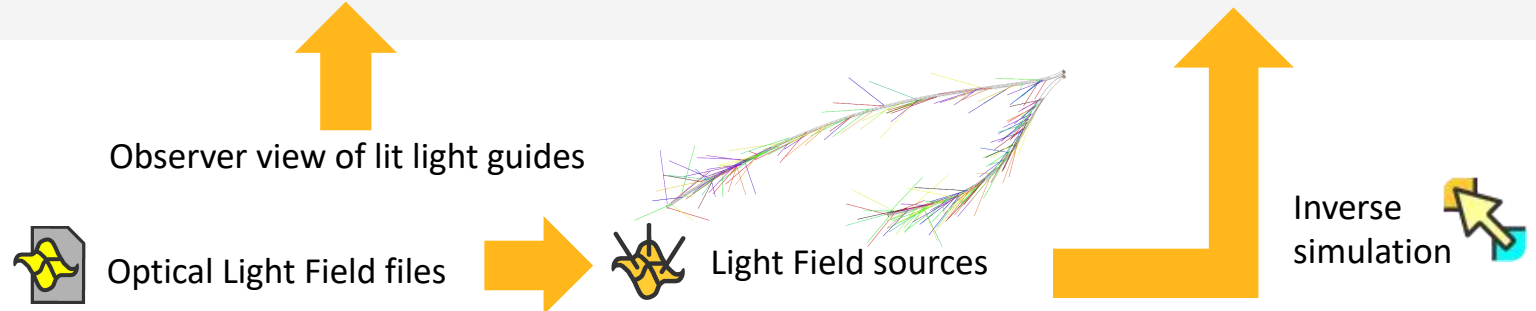 Observer view of lit light guides
Optical Light Field files
Light Field sources
Inverse
simulation